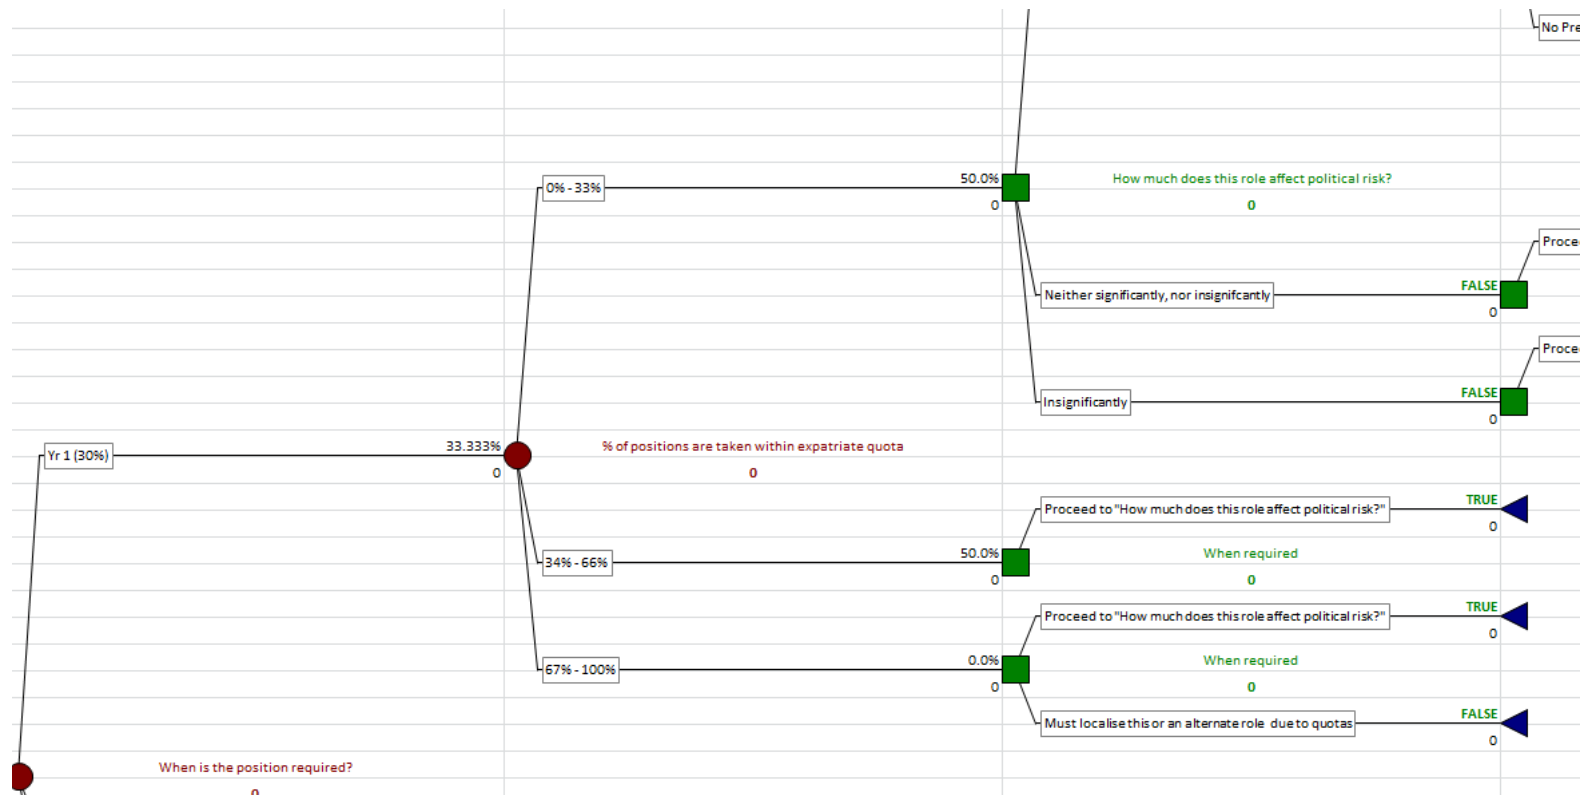 No Pre
0% - 33%
50.0%
0
How much does this role affect political risk?
0
Proce
Neither significantly, nor insignifcantly
FALSE
0
Proce
Insignificantly
FALSE
0
Yr 1 (30%)
33.333%
0
% of positions are taken within expatriate quota
0
Proceed to "How much does this role affect political risk?"
TRUE
0
34% - 66%
50.0%
0
When required
0
Proceed to "How much does this role affect political risk?"
TRUE
0
67% - 100%
0.0%
0
When required
0
Must localise this or an alternate role due to quotas
FALSE
0
When is the position required?
0